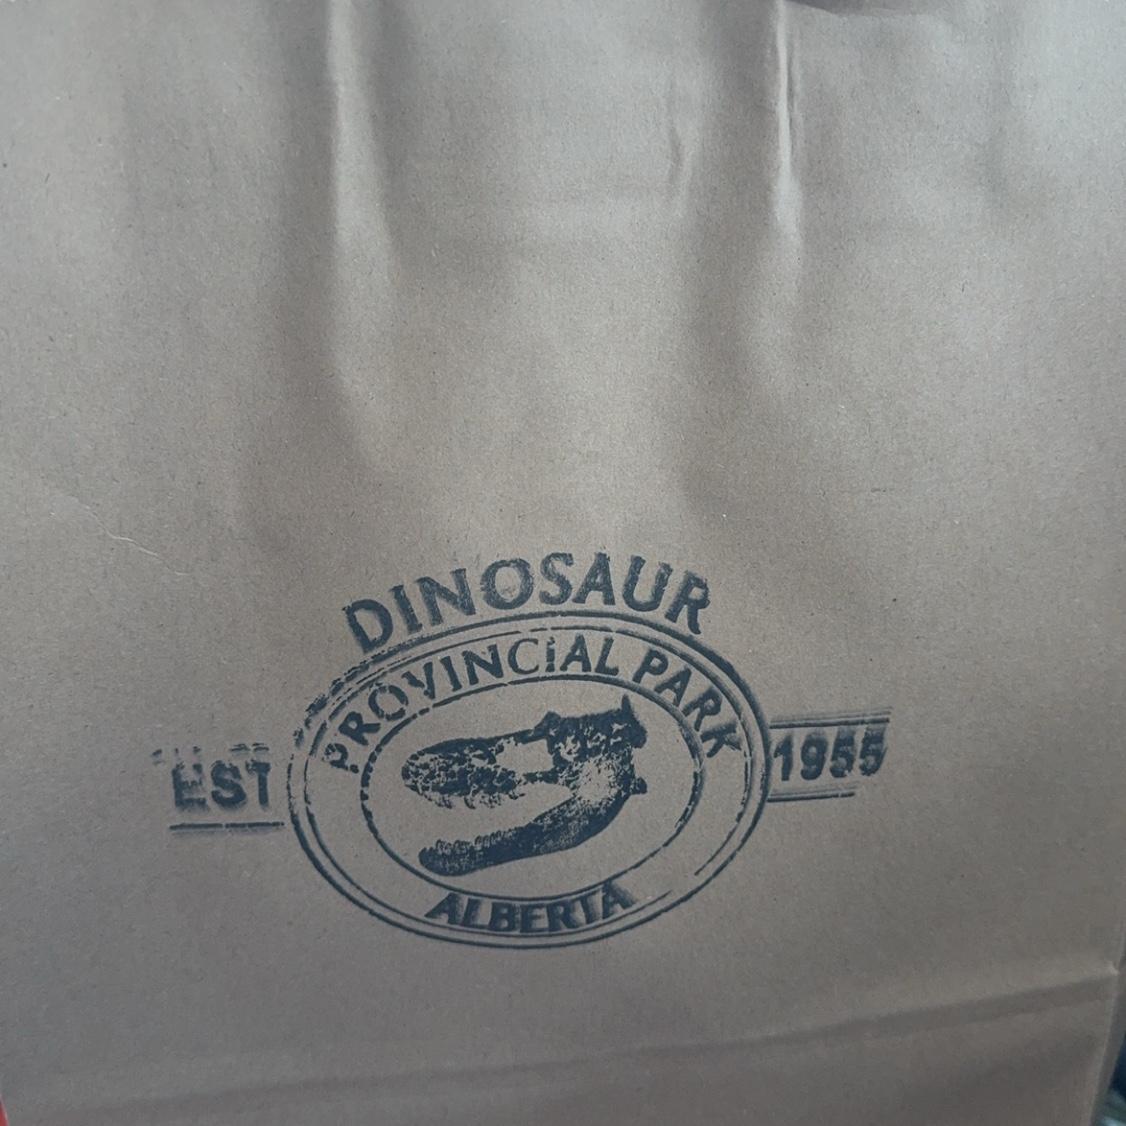 DINOSAUR
PROVINCIAL PARK
EST
1955
ALBERTA